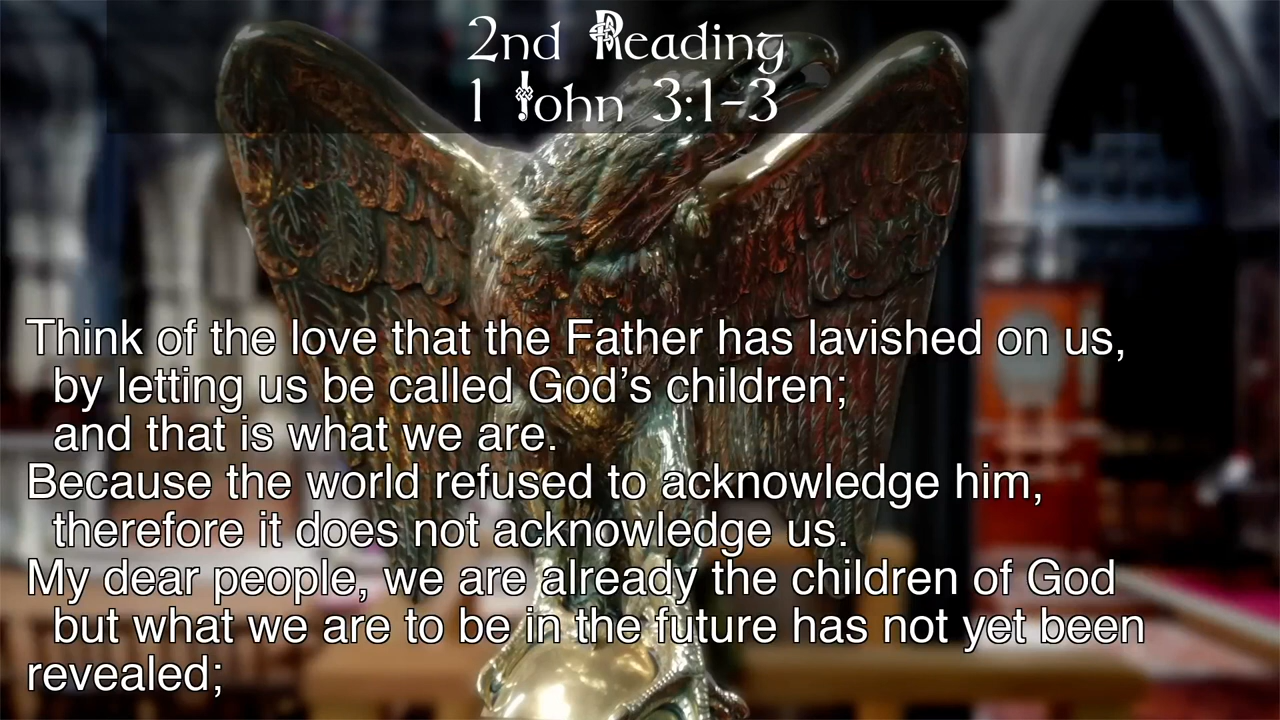 2nd Reading
1 John 3:1-3
Think of the love that the Father has lavished on us,
by letting us be called God’s children;
and that is what we are.
Because the world refused to acknowledge him,
therefore it does not acknowledge us.
My dear people, we are already the children of God
but what we are to be in the future has not yet been
revealed;